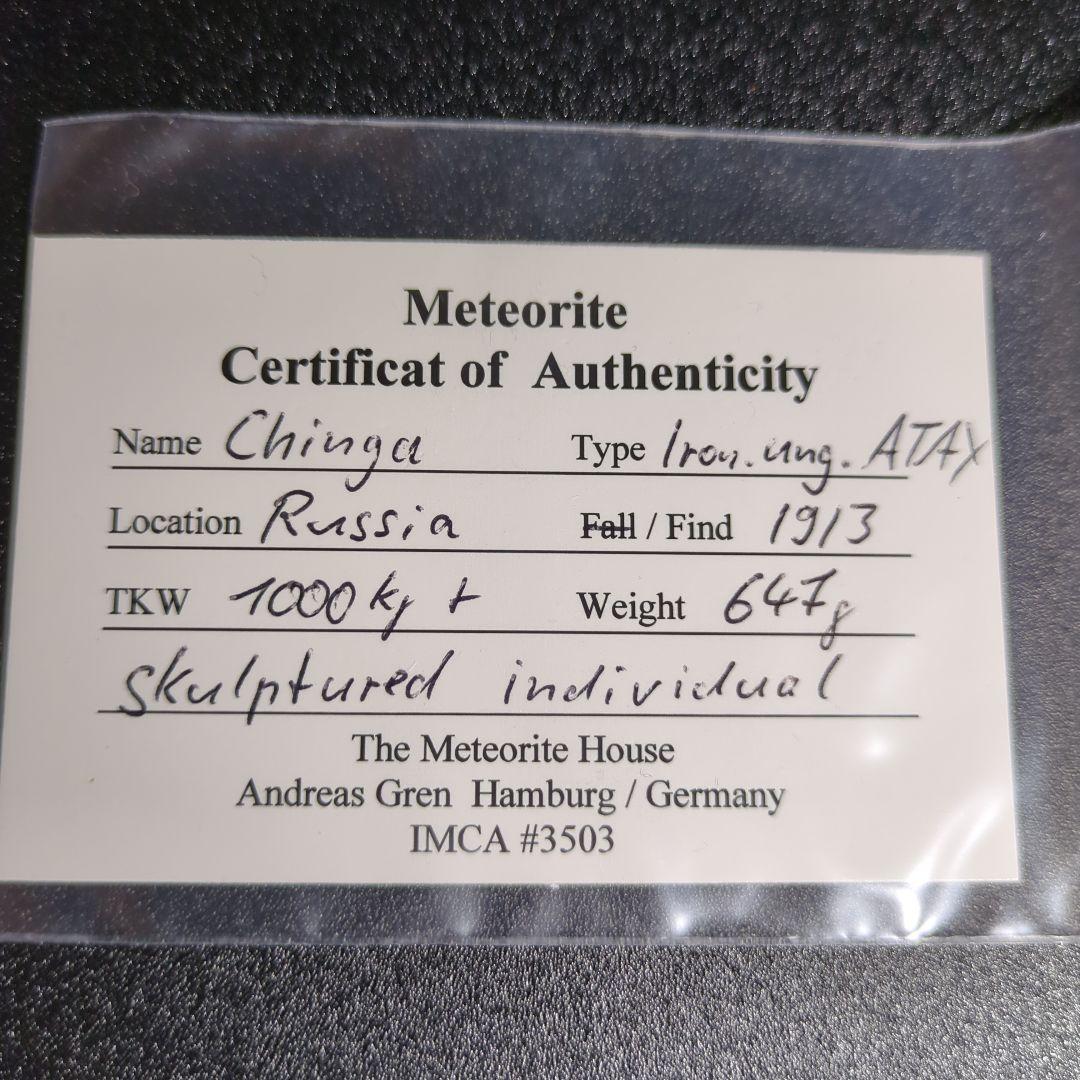 Meteorite
Certificat of Authenticity
Name Chinga Type Iron. ung. ATAX
Location Russia Fall / Find 1913
TKW 1000 kg + Weight 647g
skulptured individual
The Meteorite House
Andreas Gren Hamburg / Germany
IMCA #3503